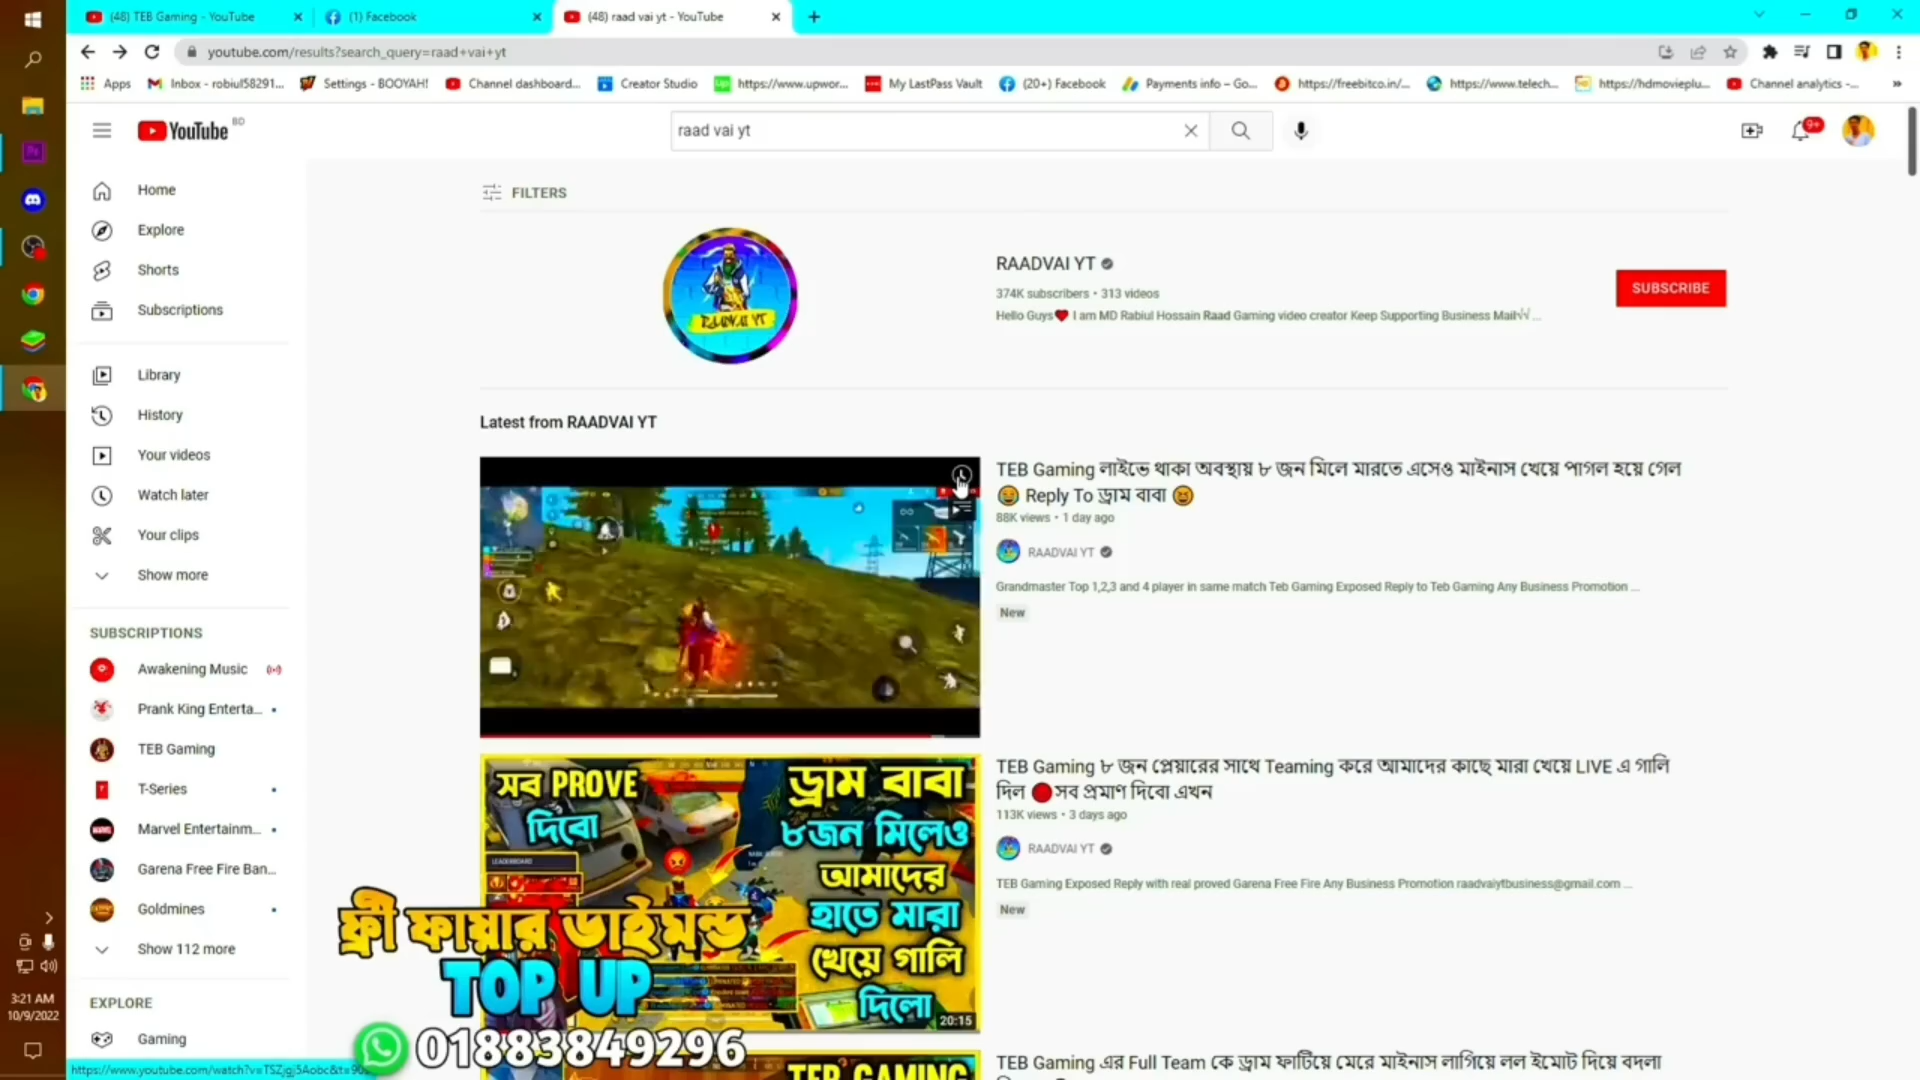 (48) TEB Gaming - YouTube
(1) Facebook
(48) raad vai yt - YouTube
youtube.com/results?search_query=raad+vai+yt
Apps
Inbox - robiul58291...
Settings - BOOYAH!
Channel dashboard...
Creator Studio
https://www.upwor...
My LastPass Vault
(20+) Facebook
Payments info – Go...
https://freebitco.in/...
https://www.telech...
https://hdmovieplu...
Channel analytics -...
YouTube BD
raad vai yt
9+
Home
Explore
Shorts
Subscriptions
Library
History
Your videos
Watch later
Your clips
Show more
SUBSCRIPTIONS
Awakening Music
Prank King Enterta...
TEB Gaming
T-Series
Marvel Entertainm...
Garena Free Fire Ban...
Goldmines
Show 112 more
EXPLORE
Gaming
FILTERS
RAADVAI YT
RAADVAI YT
374K subscribers • 313 videos
Hello Guys❤️ I am MD Rabiul Hossain Raad Gaming video creator Keep Supporting Business Mail√√ ...
SUBSCRIBE
Latest from RAADVAI YT
TEB Gaming লাইভে থাকা অবস্থায় ৮ জন মিলে মারতে এসেও মাইনাস খেয়ে পাগল হয়ে গেল
😆 Reply To ড্রাম বাবা 😆
88K views • 1 day ago
RAADVAI YT
Grandmaster Top 1,2,3 and 4 player in same match Teb Gaming Exposed Reply to Teb Gaming Any Business Promotion ...
New
সব PROVE
দিবো
ড্রাম বাবা
৮জন মিলেও
আমাদের
হাতে মারা
খেয়ে গালি
দিলো
LEADERBOARD
20:15
TEB Gaming ৮ জন প্লেয়ারের সাথে Teaming করে আমাদের কাছে মারা খেয়ে LIVE এ গালি
দিল 🔴সব প্রমাণ দিবো এখন
113K views • 3 days ago
RAADVAI YT
TEB Gaming Exposed Reply with real proved Garena Free Fire Any Business Promotion raadvaiytbusiness@gmail.com ...
New
ফ্রী ফায়ার ডাইমন্ড
TOP UP
01883849296
TEB GAMING
TEB Gaming এর Full Team কে ড্রাম ফাটিয়ে মেরে মাইনাস লাগিয়ে লল ইমোট দিয়ে বদলা
3:21 AM
10/9/2022